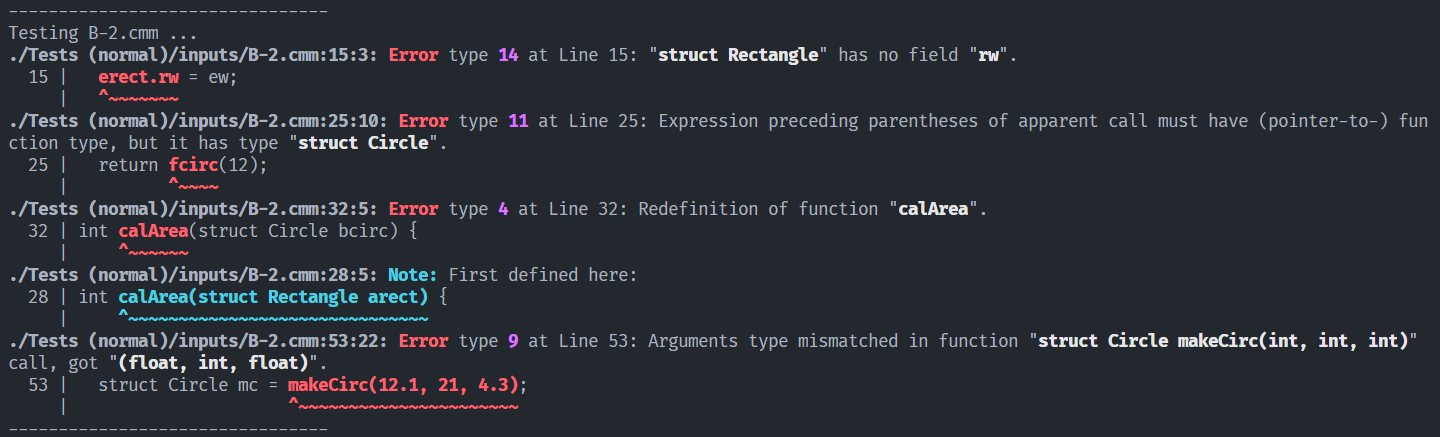 --------------------------------
Testing B-2.cmm ...
./Tests (normal)/inputs/B-2.cmm:15:3: Error type 14 at Line 15: "struct Rectangle" has no field "rw".
  15 |   erect.rw = ew;
     |   ^~~~~~~~
./Tests (normal)/inputs/B-2.cmm:25:10: Error type 11 at Line 25: Expression preceding parentheses of apparent call must have (pointer-to-) fun
ction type, but it has type "struct Circle".
  25 |   return fcirc(12);
     |          ^~~~~
./Tests (normal)/inputs/B-2.cmm:32:5: Error type 4 at Line 32: Redefinition of function "calArea".
  32 | int calArea(struct Circle bcirc) {
     |     ^~~~~~~
./Tests (normal)/inputs/B-2.cmm:28:5: Note: First defined here:
  28 | int calArea(struct Rectangle arect) {
     |     ^~~~~~~~~~~~~~~~~~~~~~~~~~~~~~~
./Tests (normal)/inputs/B-2.cmm:53:22: Error type 9 at Line 53: Arguments type mismatched in function "struct Circle makeCirc(int, int, int)"
call, got "(float, int, float)".
  53 |   struct Circle mc = makeCirc(12.1, 21, 4.3);
     |                      ^~~~~~~~~~~~~~~~~~~~~~~
--------------------------------